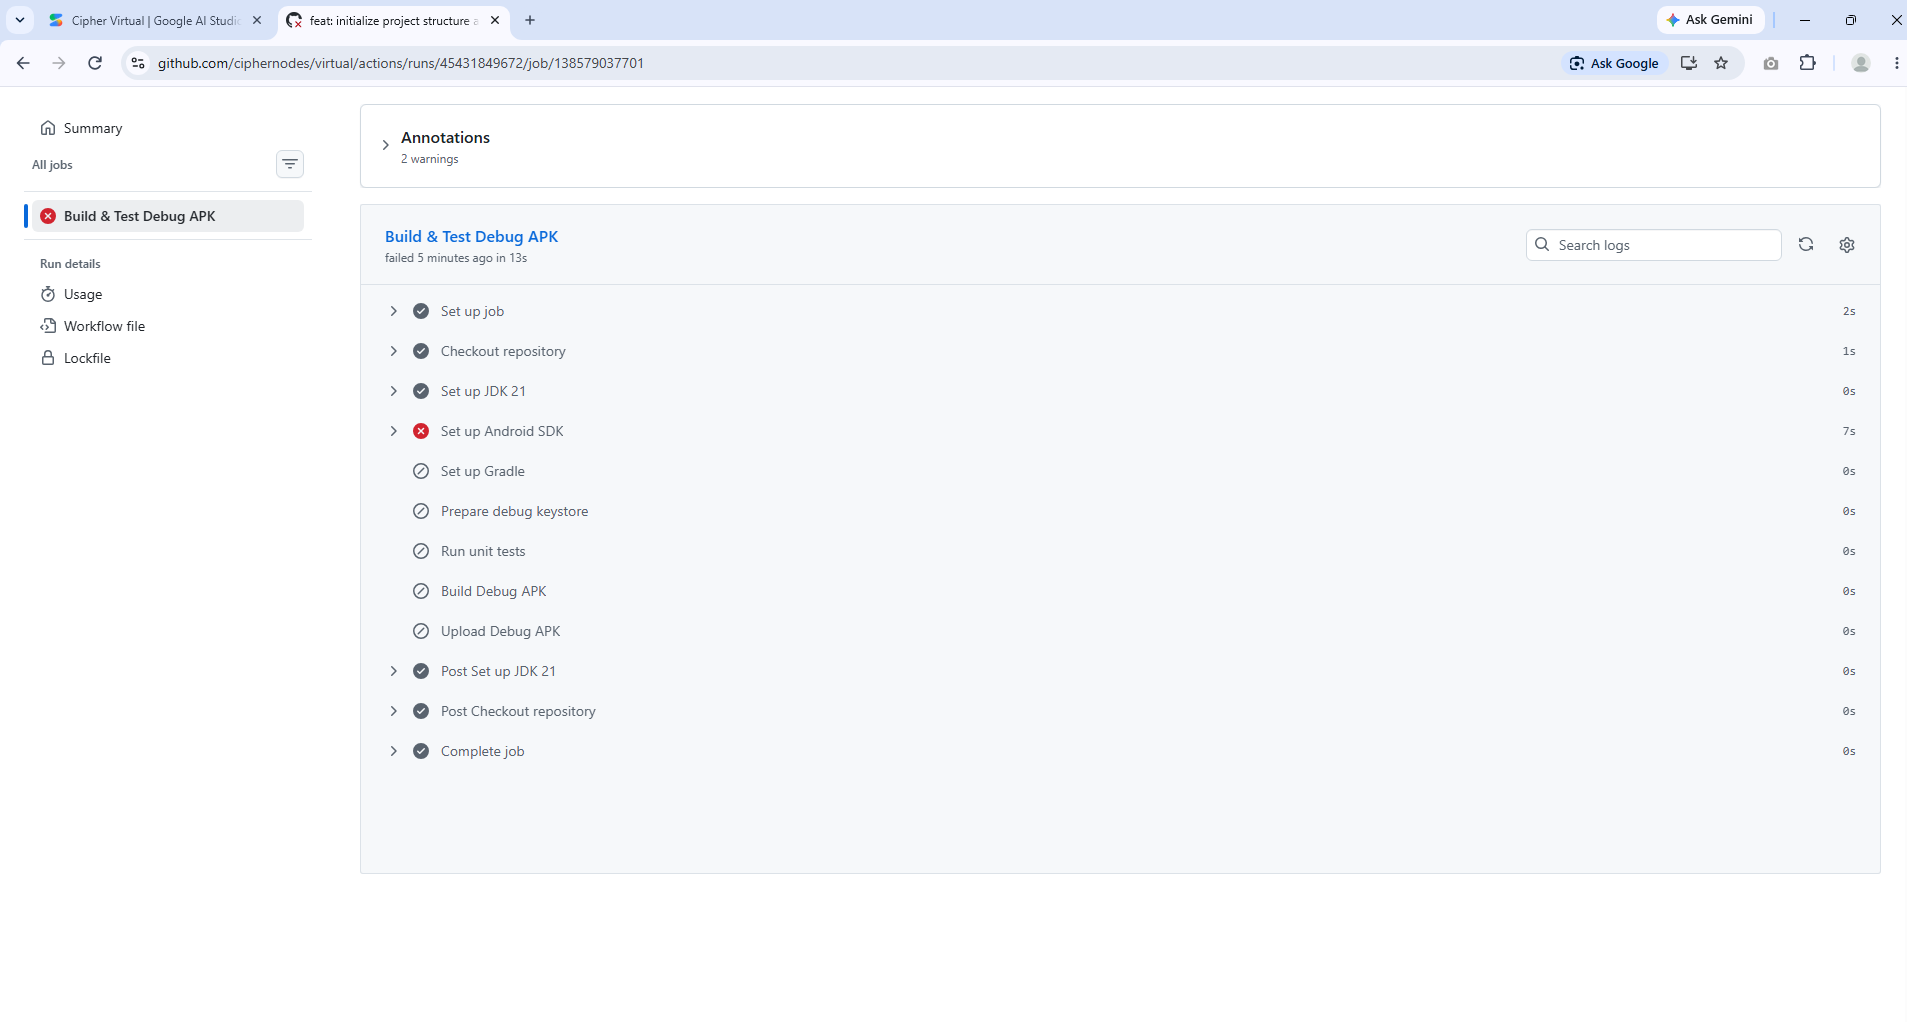 Cipher Virtual | Google AI Studio
feat: initialize project structure a
Ask Gemini
github.com/ciphernodes/virtual/actions/runs/45431849672/job/138579037701
Ask Google
Summary
All jobs
Build & Test Debug APK
Run details
Usage
Workflow file
Lockfile
Annotations
2 warnings
Build & Test Debug APK
failed 5 minutes ago in 13s
Search logs
Set up job 2s
Checkout repository 1s
Set up JDK 21 0s
Set up Android SDK 7s
Set up Gradle 0s
Prepare debug keystore 0s
Run unit tests 0s
Build Debug APK 0s
Upload Debug APK 0s
Post Set up JDK 21 0s
Post Checkout repository 0s
Complete job 0s